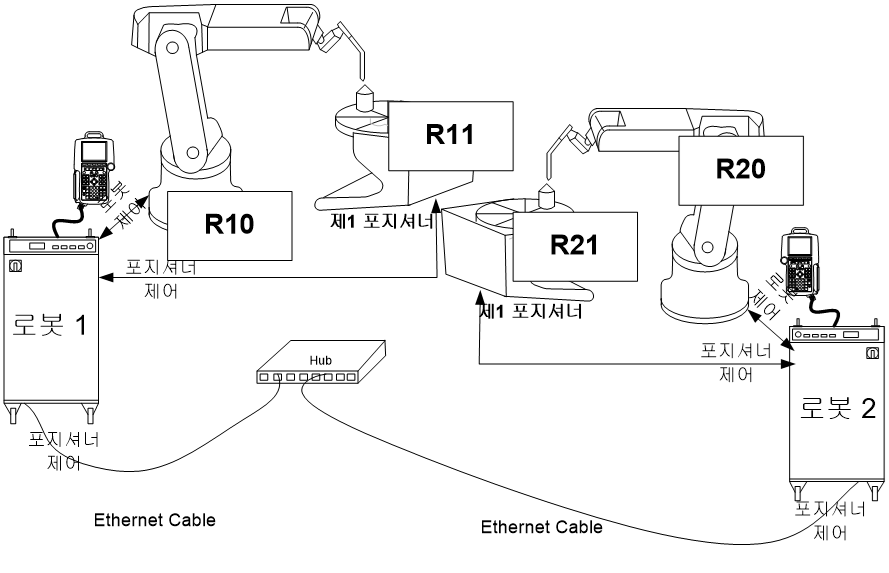 R11
R20
로봇
제어
R10
제1 포지셔너
R21
포지셔너
제어
제1 포지셔너
로봇
제어
로봇 1
Hub
포지셔너
제어
로봇 2
포지셔너
제어
포지셔너
제어
Ethernet Cable
Ethernet Cable